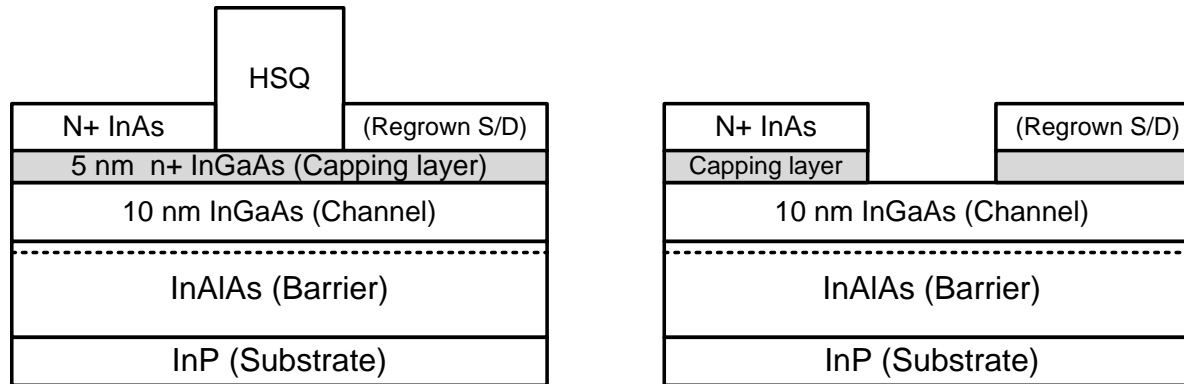 HSQ
N+ InAs (Regrown S/D)
5 nm n+ InGaAs (Capping layer)
10 nm InGaAs (Channel)
InAlAs (Barrier)
InP (Substrate)
N+ InAs (Regrown S/D)
Capping layer
10 nm InGaAs (Channel)
InAlAs (Barrier)
InP (Substrate)